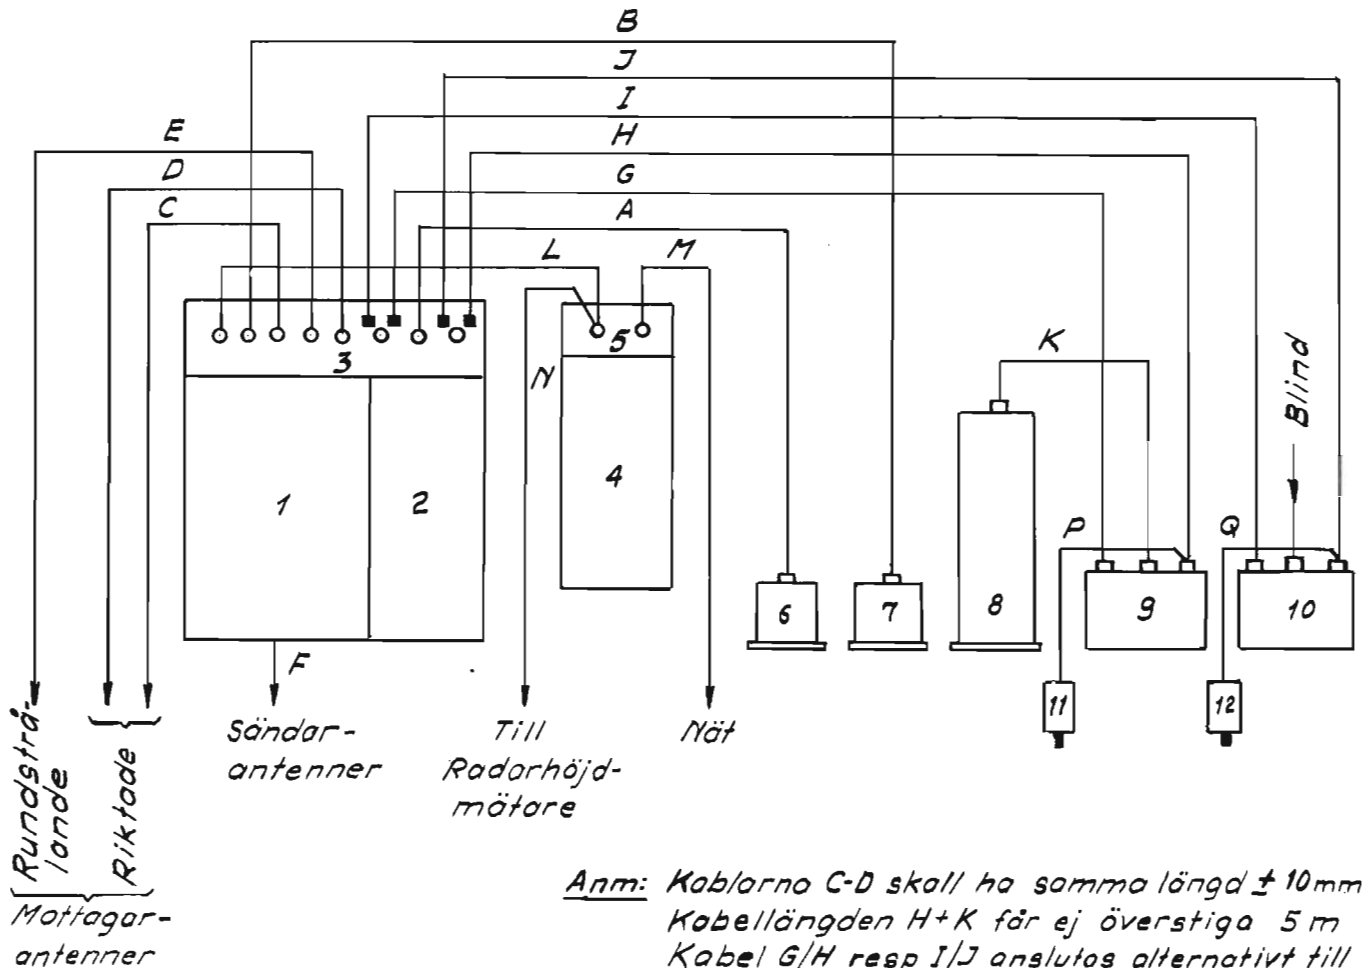 B
J
I
E
H
D
G
C
A
L
M
3
5
N
K
Blind
1
2
4
P
Q
6
7
8
9
10
F
11
12
Rundstrå-
lande
Riktade
Sändar-
antenner
Till
Radarhöjd-
mätare
Nät
Mottagar-
antenner
Anm: Kablarna C-D skall ha samma längd ± 10mm
Kabellängden H+K får ej överstiga 5 m
Kabel G/H resp I/J anslutas alternativt till